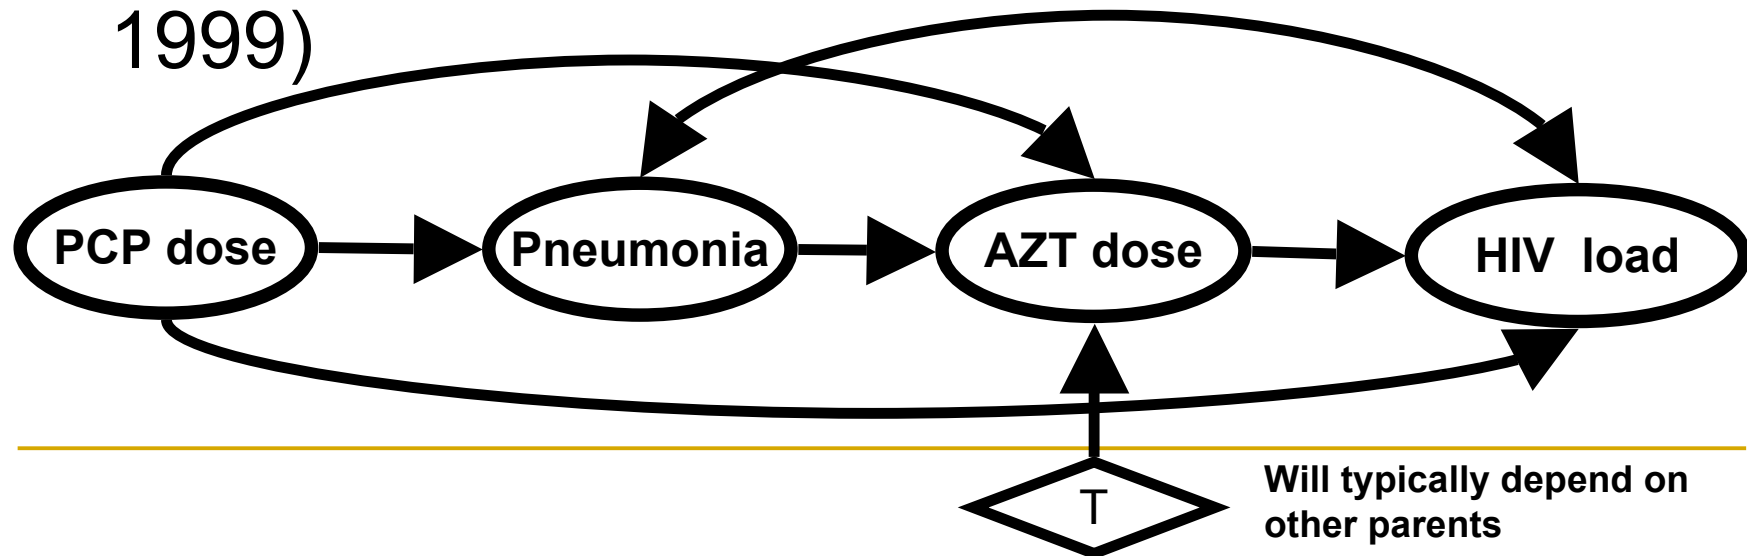 1999)
PCP dose
Pneumonia
AZT dose
HIV load
T
Will typically depend on
other parents